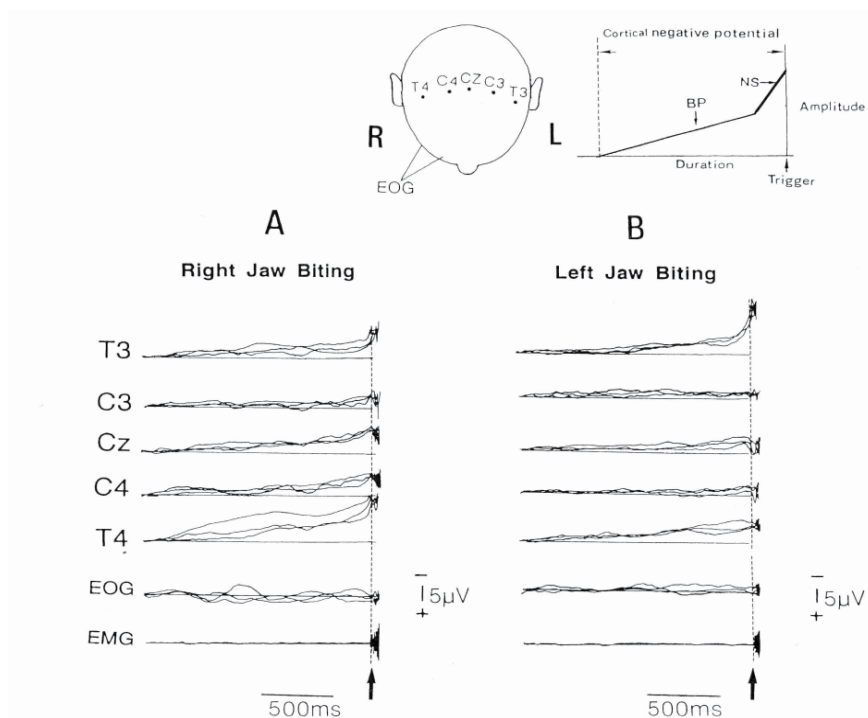 T4 C4 CZ C3 T3
R
L
EOG
Cortical negative potential
NS
BP
Amplitude
Duration
Trigger
A
Right Jaw Biting
B
Left Jaw Biting
T3
C3
Cz
C4
T4
EOG
EMG
−
5µV
+
−
5µV
+
500ms
500ms